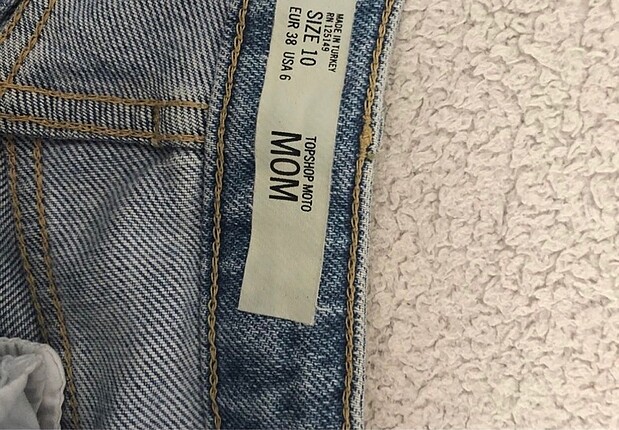 MADE IN TURKEY
RN 125149
SIZE 10
EUR 38 USA 6
TOPSHOP MOTO
MOM